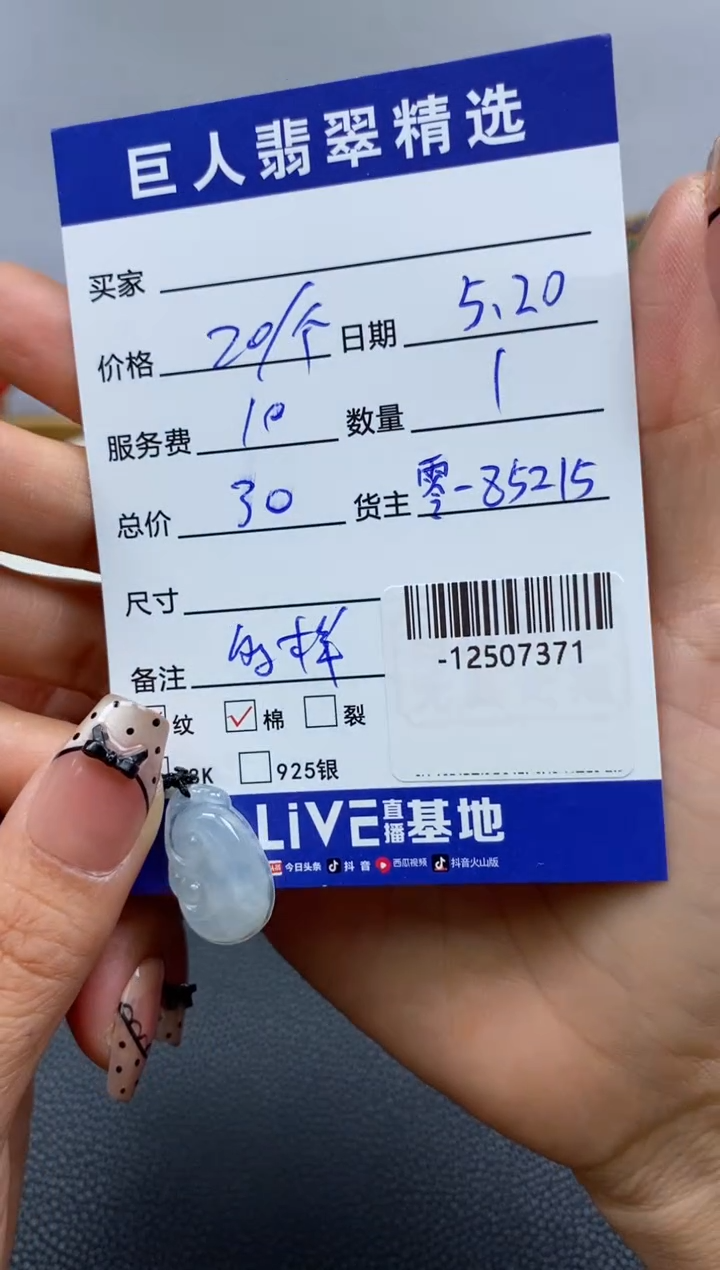 巨人翡翠精选
买家
价格 20/个 日期 5.20
服务费 10 数量 1
总价 30 货主 零-85215
尺寸
备注
-12507371
纹 ✓ 棉 裂
K 925银
LiVE直播基地
今日头条 抖音 西瓜视频 抖音火山版